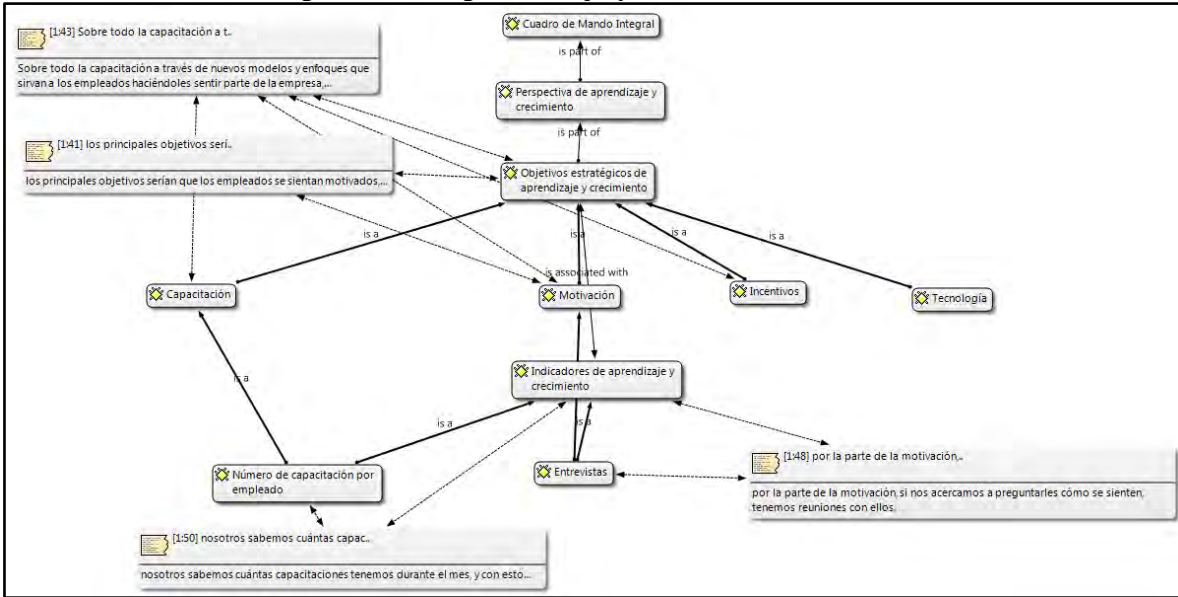 [1:43] Sobre todo la capacitación a t..
Sobre todo la capacitación a través de nuevos modelos y enfoques que
sirvan a los empleados haciéndoles sentir parte de la empresa,...
Cuadro de Mando Integral
is part of
Perspectiva de aprendizaje y
crecimiento
is part of
[1:41] los principales objetivos serí..
los principales objetivos serían que los empleados se sientan motivados,...
Objetivos estratégicos de
aprendizaje y crecimiento
is a
is a
is a
is a
is associated with
Capacitación
Motivación
Incentivos
Tecnología
is a
Indicadores de aprendizaje y
crecimiento
is a
is a
Número de capacitación por
empleado
Entrevistas
[1:48] por la parte de la motivación,..
por la parte de la motivación, si nos acercamos a preguntarles cómo se sienten,
tenemos reuniones con ellos.
[1:50] nosotros sabemos cuántas capac..
nosotros sabemos cuántas capacitaciones tenemos durante el mes, y con esto...